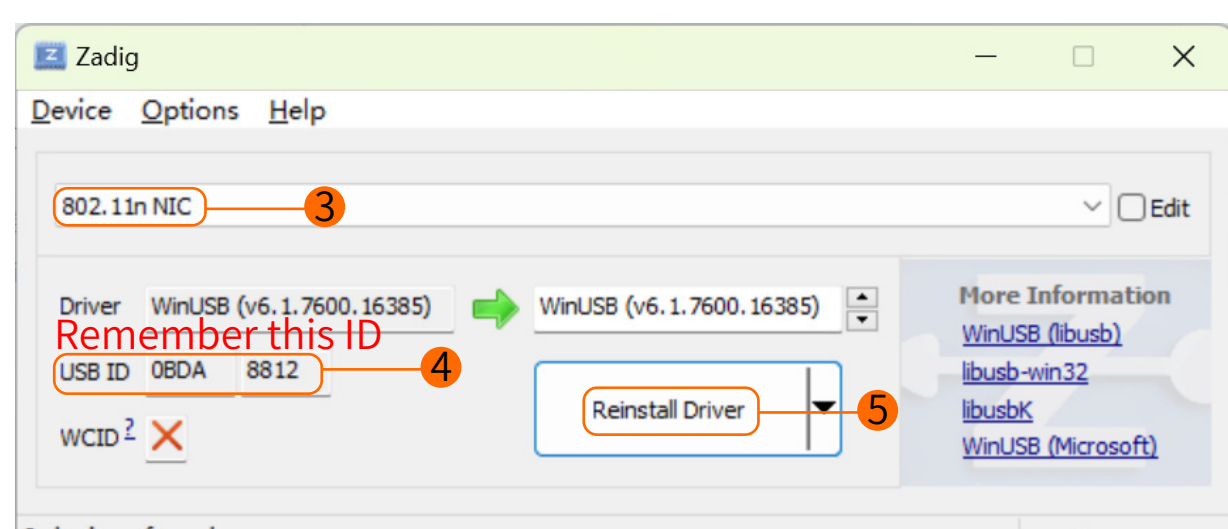 Zadig
Device Options Help
802.11n NIC
3
Edit
Driver WinUSB (v6.1.7600.16385) WinUSB (v6.1.7600.16385)
Remember this ID
USB ID 0BDA 8812
4
WCID ?
Reinstall Driver
5
More Information
WinUSB (libusb)
libusb-win32
libusbK
WinUSB (Microsoft)